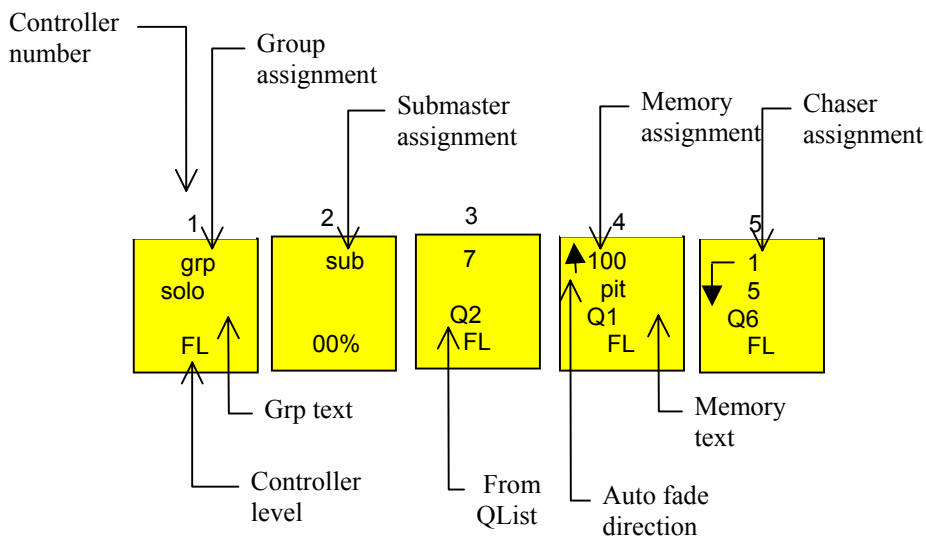 Controller
number
Group
assignment
Submaster
assignment
Memory
assignment
Chaser
assignment
1
2
3
4
5
grp
solo
FL
sub
00%
7
Q2
FL
100
pit
Q1
FL
1
5
Q6
FL
Grp text
Memory
text
Controller
level
From
QList
Auto fade
direction